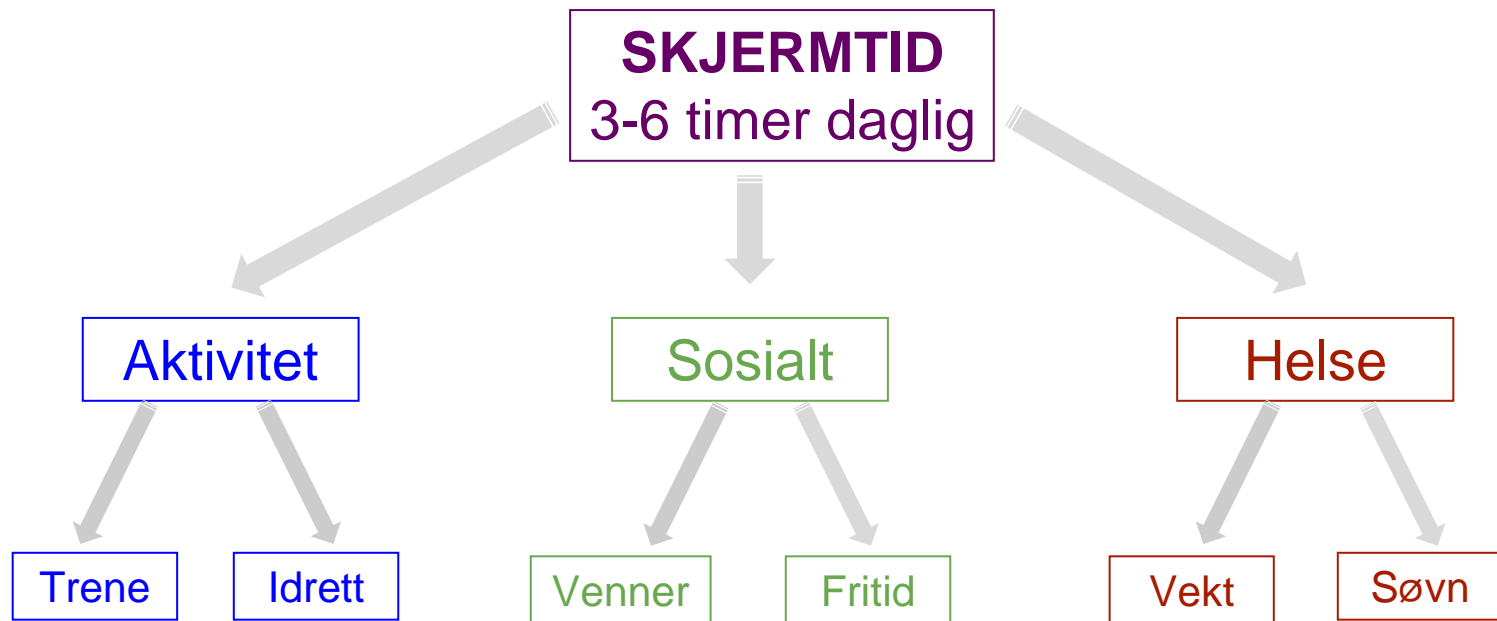 SKJERMTID
3-6 timer daglig
Aktivitet
Sosialt
Helse
Trene
Idrett
Venner
Fritid
Vekt
Søvn